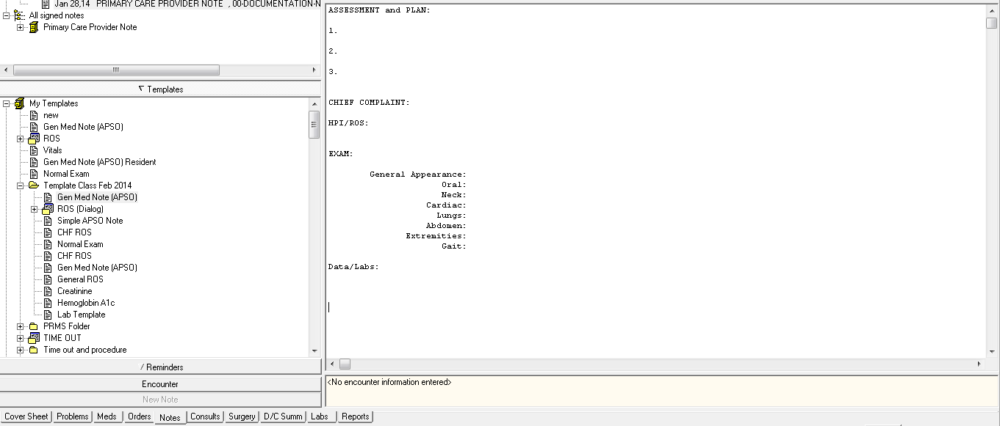 Jan 28,14 PRIMARY CARE PROVIDER NOTE , 00-DOCUMENTATION-N
All signed notes
Primary Care Provider Note
Templates
My Templates
new
Gen Med Note (APSO)
ROS
Vitals
Gen Med Note (APSO) Resident
Normal Exam
Template Class Feb 2014
Gen Med Note (APSO)
ROS (Dialog)
Simple APSO Note
CHF ROS
Normal Exam
CHF ROS
Gen Med Note (APSO)
General ROS
Creatinine
Hemoglobin A1c
Lab Template
PRMS Folder
TIME OUT
Time out and procedure
Reminders
Encounter
New Note
ASSESSMENT and PLAN:
1.
2.
3.
CHIEF COMPLAINT:
HPI/ROS:
EXAM:
General Appearance:
Oral:
Neck:
Cardiac:
Lungs:
Abdomen:
Extremities:
Gait:
Data/Labs:
<No encounter information entered>
Cover Sheet Problems Meds Orders Notes Consults Surgery D/C Summ Labs Reports